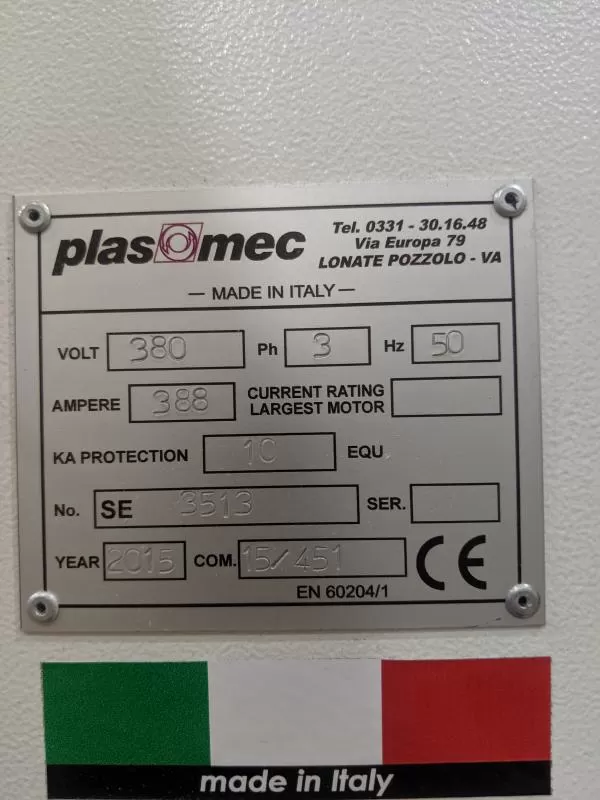 plasmec
Tel. 0331 - 30.16.48
Via Europa 79
LONATE POZZOLO - VA
— MADE IN ITALY —
VOLT 380 Ph 3 Hz 50
AMPERE 388 CURRENT RATING LARGEST MOTOR
KA PROTECTION 10 EQU
No. SE 3513 SER.
YEAR 2015 COM. 15/451 CE
EN 60204/1
made in Italy